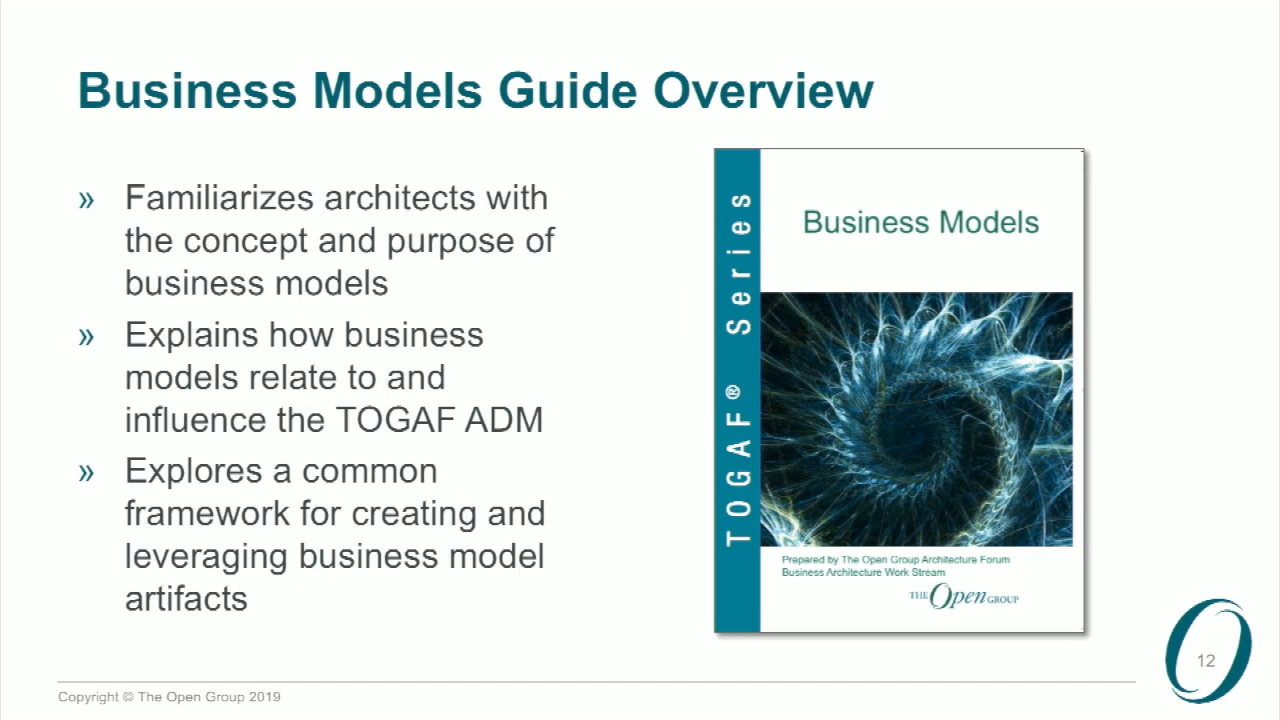 Business Models Guide Overview
» Familiarizes architects with
the concept and purpose of
business models
» Explains how business
models relate to and
influence the TOGAF ADM
» Explores a common
framework for creating and
leveraging business model
artifacts
TOGAF® Series
Business Models
Prepared by The Open Group Architecture Forum
Business Architecture Work Stream
THE Open GROUP
12
Copyright © The Open Group 2019